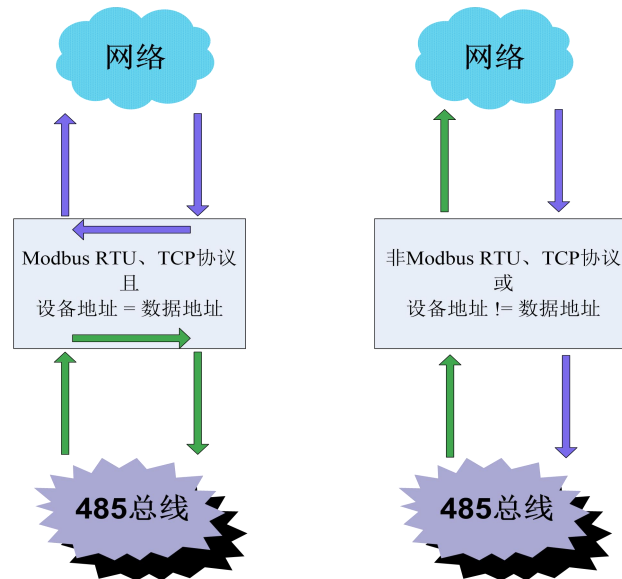 网络
Modbus RTU、TCP协议
且
设备地址 = 数据地址
485总线
网络
非Modbus RTU、TCP协议
或
设备地址 != 数据地址
485总线